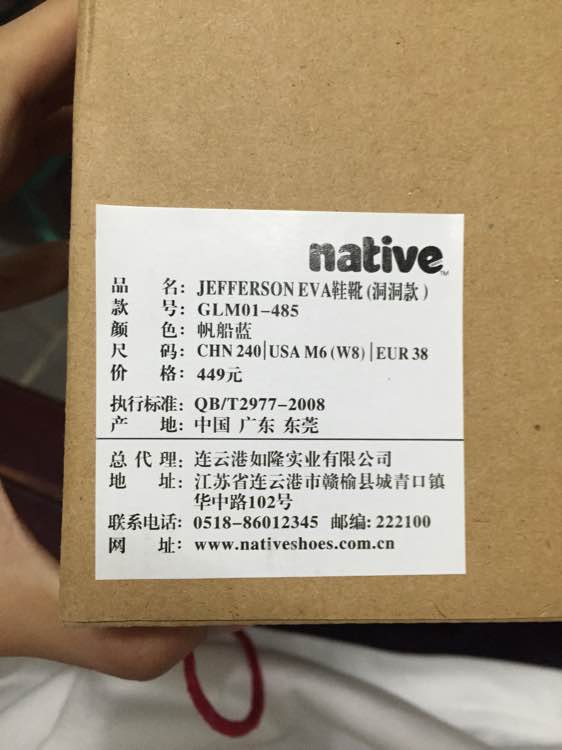 native™
品 名: JEFFERSON EVA鞋靴(洞洞款)
款 号: GLM01-485
颜 色: 帆船蓝
尺 码: CHN 240|USA M6 (W8)|EUR 38
价 格: 449元
执行标准: QB/T2977-2008
产 地: 中国 广东 东莞
总 代 理: 连云港如隆实业有限公司
地 址: 江苏省连云港市赣榆县城青口镇
华中路102号
联系电话: 0518-86012345 邮编: 222100
网 址: www.nativeshoes.com.cn